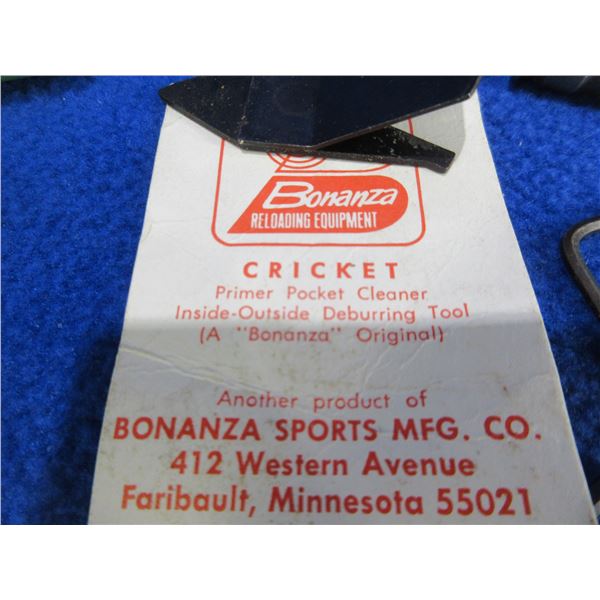 Bonanza
RELOADING EQUIPMENT
CRICKET
Primer Pocket Cleaner
Inside-Outside Deburring Tool
(A "Bonanza" Original)
Another product of
BONANZA SPORTS MFG. CO.
412 Western Avenue
Faribault, Minnesota 55021